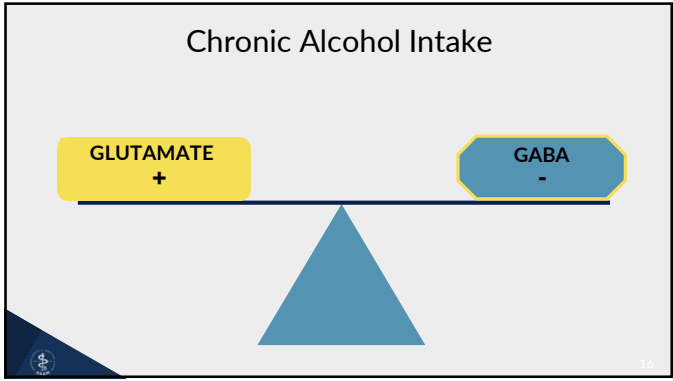 Chronic Alcohol Intake
GLUTAMATE
+
GABA
-
16